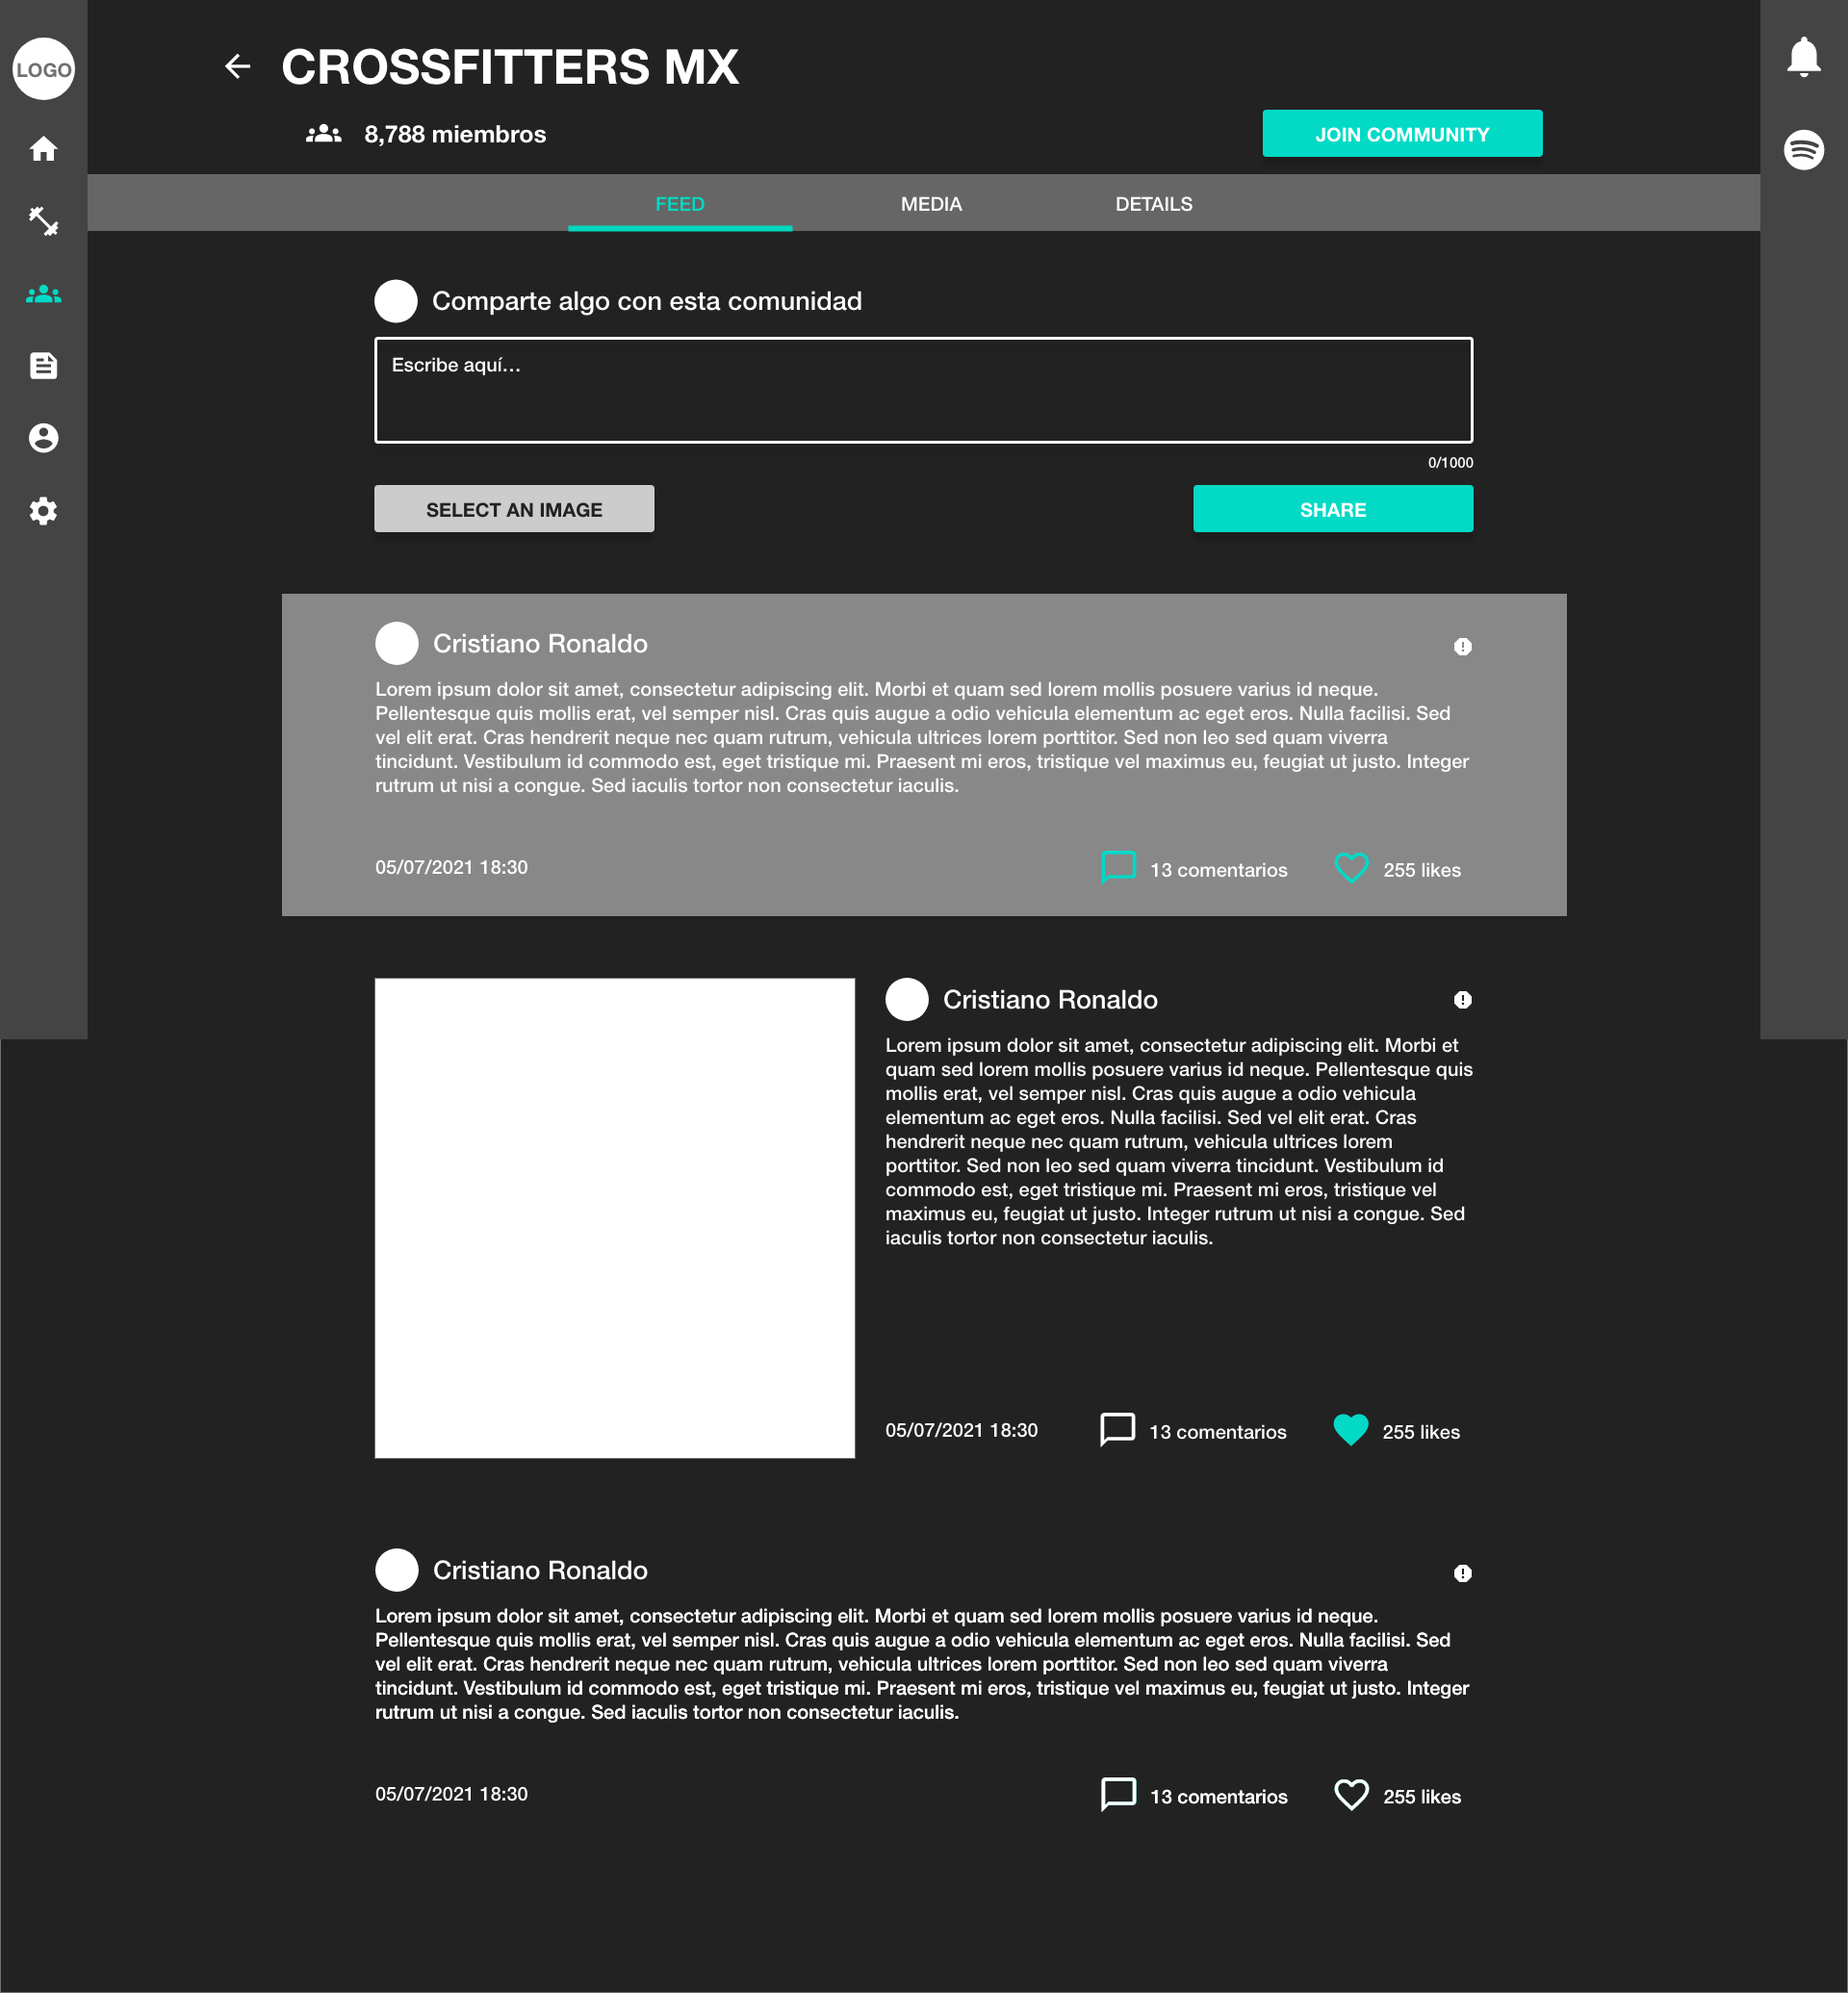 LOGO
CROSSFITTERS MX
8,788 miembros
JOIN COMMUNITY
FEED
MEDIA
DETAILS
Comparte algo con esta comunidad
Escribe aquí...
0/1000
SELECT AN IMAGE
SHARE
Cristiano Ronaldo
Lorem ipsum dolor sit amet, consectetur adipiscing elit. Morbi et quam sed lorem mollis posuere varius id neque.
Pellentesque quis mollis erat, vel semper nisl. Cras quis augue a odio vehicula elementum ac eget eros. Nulla facilisi. Sed
vel elit erat. Cras hendrerit neque nec quam rutrum, vehicula ultrices lorem porttitor. Sed non leo sed quam viverra
tincidunt. Vestibulum id commodo est, eget tristique mi. Praesent mi eros, tristique vel maximus eu, feugiat ut justo. Integer
rutrum ut nisi a congue. Sed iaculis tortor non consectetur iaculis.
05/07/2021 18:30
13 comentarios
255 likes
Cristiano Ronaldo
Lorem ipsum dolor sit amet, consectetur adipiscing elit. Morbi et
quam sed lorem mollis posuere varius id neque. Pellentesque quis
mollis erat, vel semper nisl. Cras quis augue a odio vehicula
elementum ac eget eros. Nulla facilisi. Sed vel elit erat. Cras
hendrerit neque nec quam rutrum, vehicula ultrices lorem
porttitor. Sed non leo sed quam viverra tincidunt. Vestibulum id
commodo est, eget tristique mi. Praesent mi eros, tristique vel
maximus eu, feugiat ut justo. Integer rutrum ut nisi a congue. Sed
iaculis tortor non consectetur iaculis.
05/07/2021 18:30
13 comentarios
255 likes
Cristiano Ronaldo
Lorem ipsum dolor sit amet, consectetur adipiscing elit. Morbi et quam sed lorem mollis posuere varius id neque.
Pellentesque quis mollis erat, vel semper nisl. Cras quis augue a odio vehicula elementum ac eget eros. Nulla facilisi. Sed
vel elit erat. Cras hendrerit neque nec quam rutrum, vehicula ultrices lorem porttitor. Sed non leo sed quam viverra
tincidunt. Vestibulum id commodo est, eget tristique mi. Praesent mi eros, tristique vel maximus eu, feugiat ut justo. Integer
rutrum ut nisi a congue. Sed iaculis tortor non consectetur iaculis.
05/07/2021 18:30
13 comentarios
255 likes